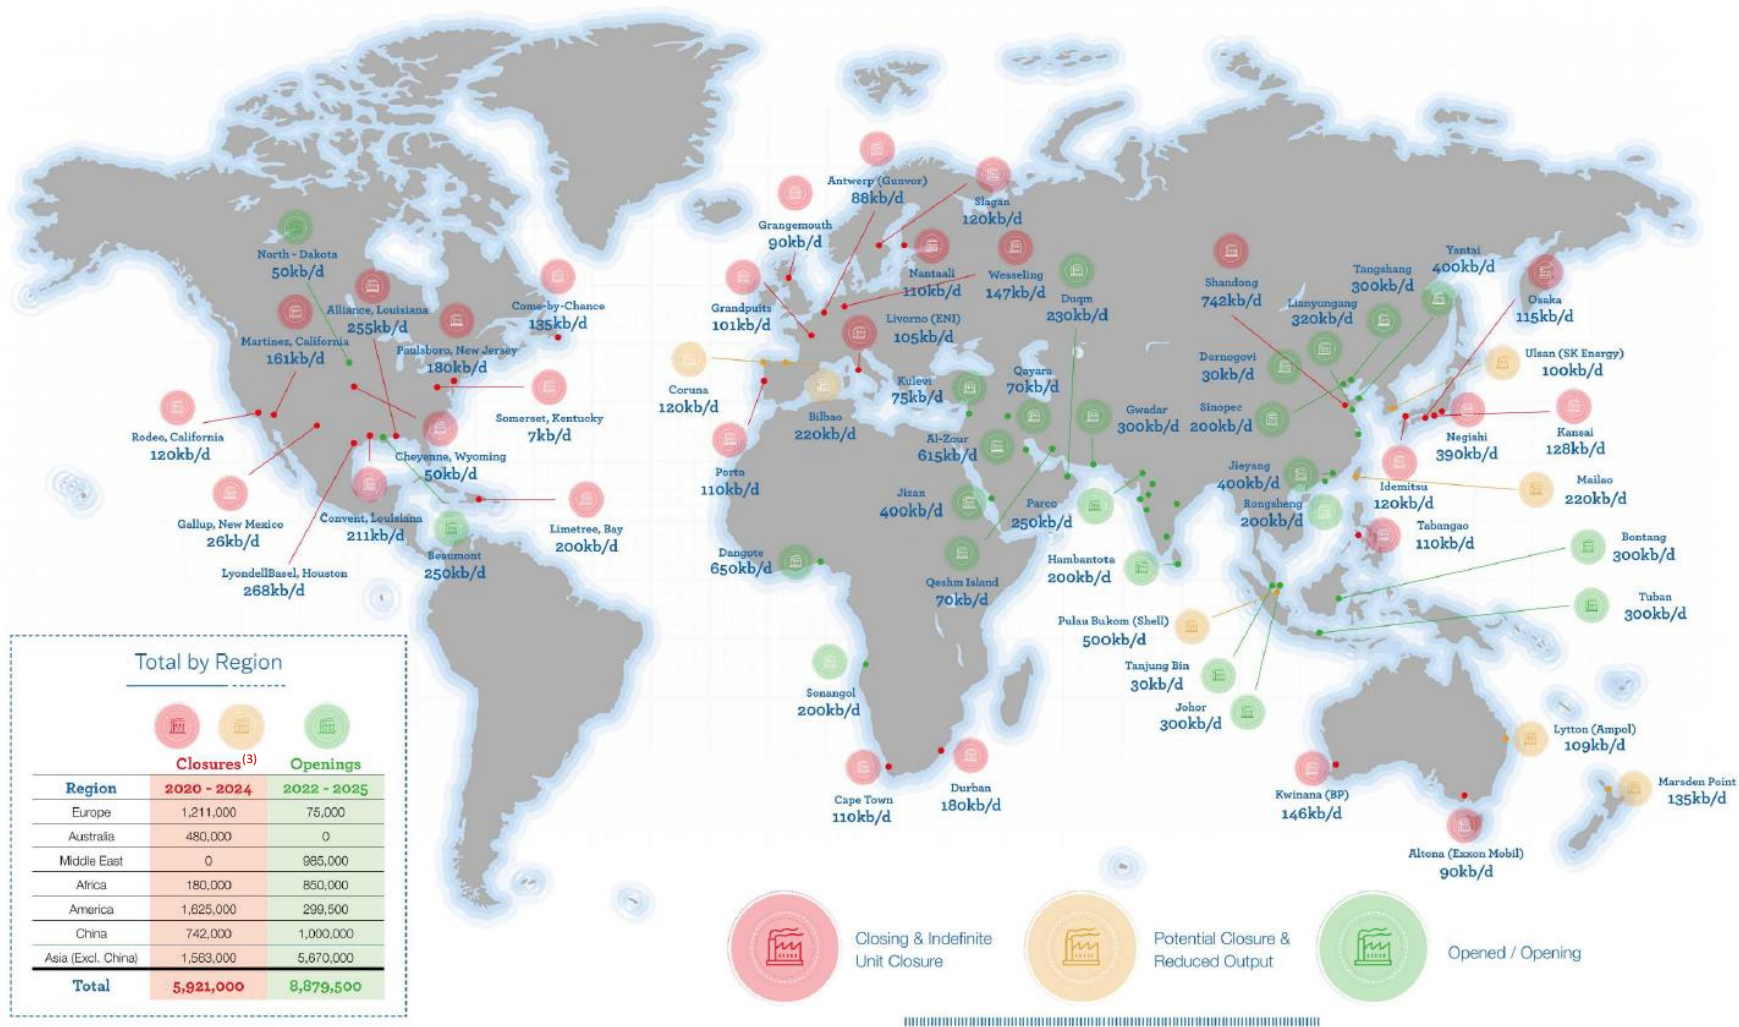 Antwerp (Gunvor)
88kb/d
Slagan
120kb/d
Grangemouth
90kb/d
North - Dakota
50kb/d
Alliance, Louisiana
255kb/d
Martinez, California
161kb/d
Paulsboro, New Jersey
180kb/d
Come-by-Chance
135kb/d
Grandpuits
101kb/d
Nantaali
110kb/d
Wesseling
147kb/d
Duqm
230kb/d
Livorno (ENI)
105kb/d
Shandong
742kb/d
Lianyungang
320kb/d
Tangshang
300kb/d
Yantai
400kb/d
Osaka
115kb/d
Ulsan (SK Energy)
100kb/d
Dornogovi
30kb/d
Sinopec
200kb/d
Rodeo, California
120kb/d
Somerset, Kentucky
7kb/d
Cheyenne, Wyoming
50kb/d
Coruna
120kb/d
Bilbao
220kb/d
Kulevi
75kb/d
Qayara
70kb/d
Gwadar
300kb/d
Al-Zour
615kb/d
Porto
110kb/d
Negishi
390kb/d
Kansai
128kb/d
Gallup, New Mexico
26kb/d
Convent, Louisiana
211kb/d
Limetree, Bay
200kb/d
Beaumont
250kb/d
LyondellBasel, Houston
268kb/d
Jizan
400kb/d
Parco
250kb/d
Jieyang
400kb/d
Idemitsu
120kb/d
Mailao
220kb/d
Rongsheng
200kb/d
Tabangao
110kb/d
Bontang
300kb/d
Dangote
650kb/d
Qeshm Island
70kb/d
Hambantota
200kb/d
Tuban
300kb/d
Pulau Bukom (Shell)
500kb/d
Tanjung Bin
30kb/d
Johor
300kb/d
Sonangol
200kb/d
Cape Town
110kb/d
Durban
180kb/d
Kwinana (BP)
146kb/d
Lytton (Ampol)
109kb/d
Marsden Point
135kb/d
Altona (Exxon Mobil)
90kb/d
Total by Region
Closures(3) Openings
Region 2020 - 2024 2022 - 2025
Europe 1,211,000 75,000
Australia 480,000 0
Middle East 0 985,000
Africa 180,000 850,000
America 1,625,000 299,500
China 742,000 1,000,000
Asia (Excl. China) 1,563,000 5,670,000
Total 5,921,000 8,879,500
Closing & Indefinite
Unit Closure
Potential Closure &
Reduced Output
Opened / Opening